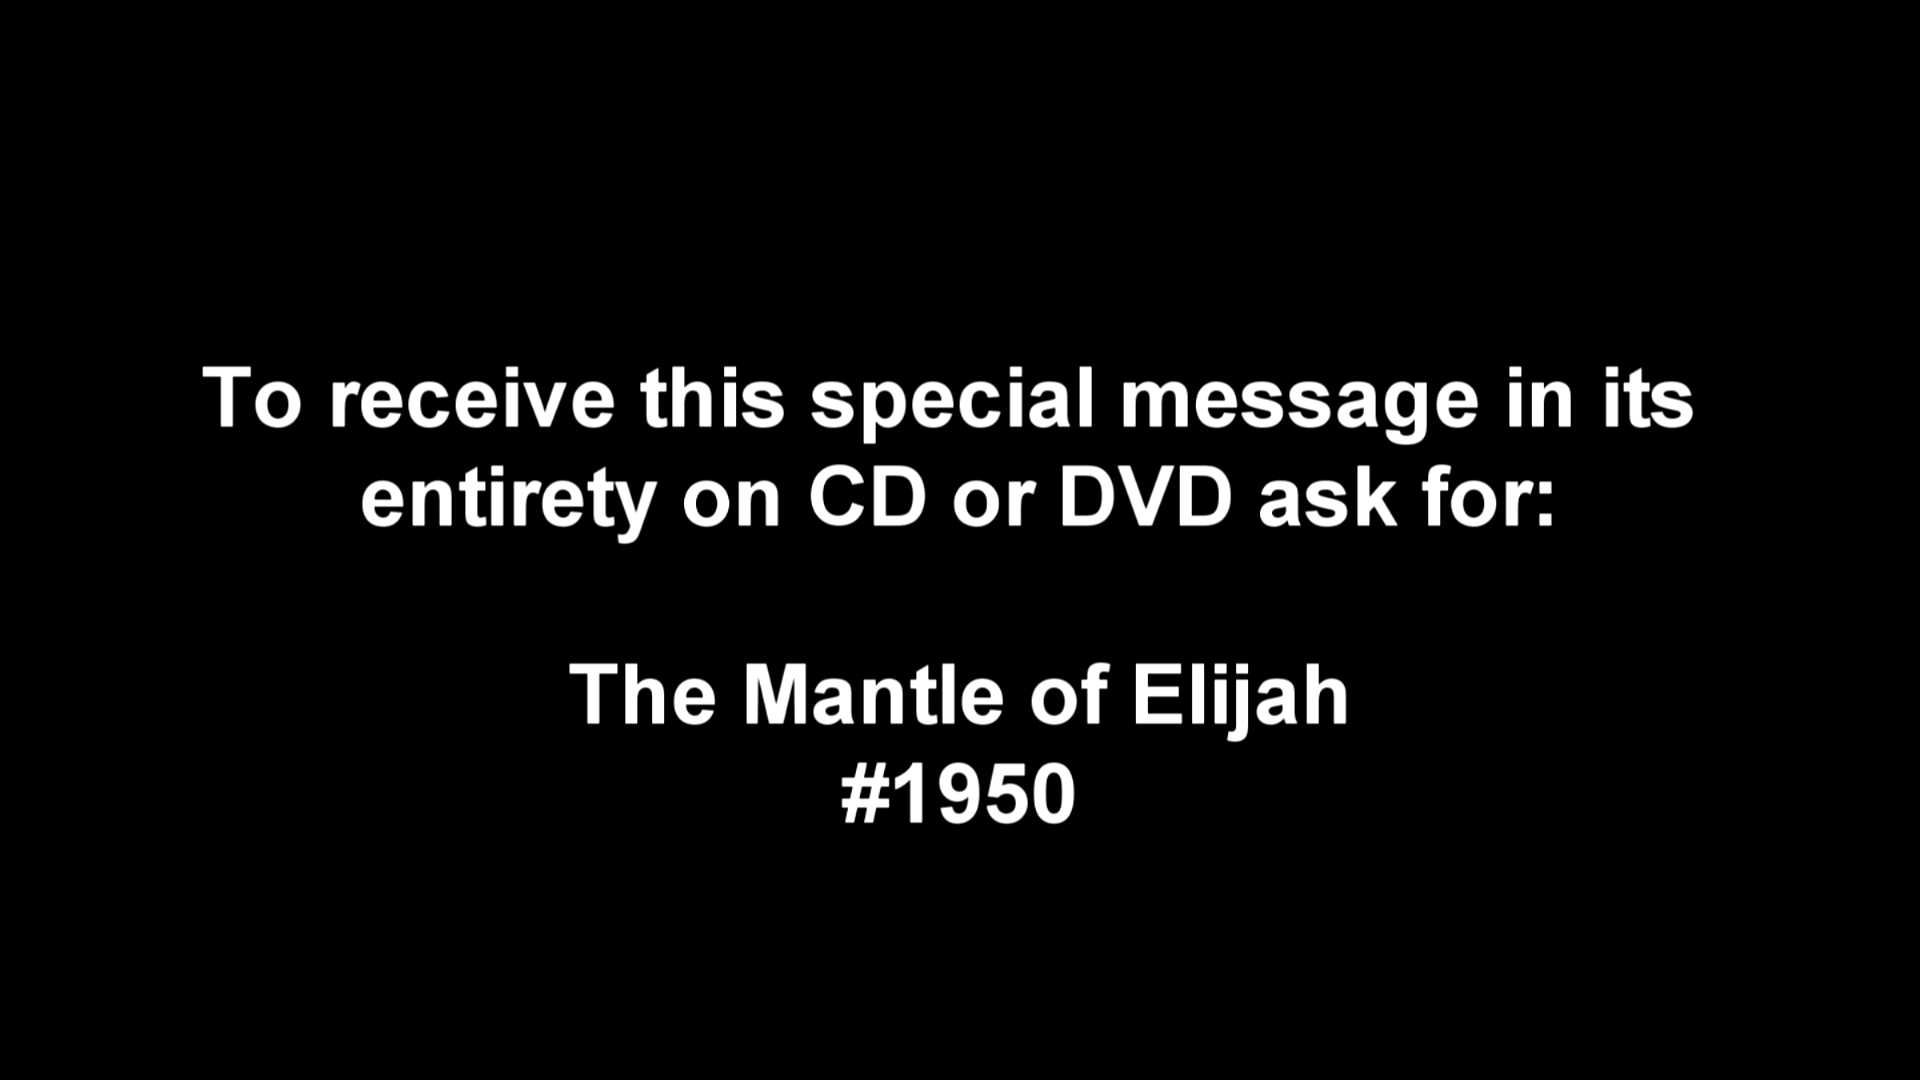 To receive this special message in its
entirety on CD or DVD ask for:
The Mantle of Elijah
#1950